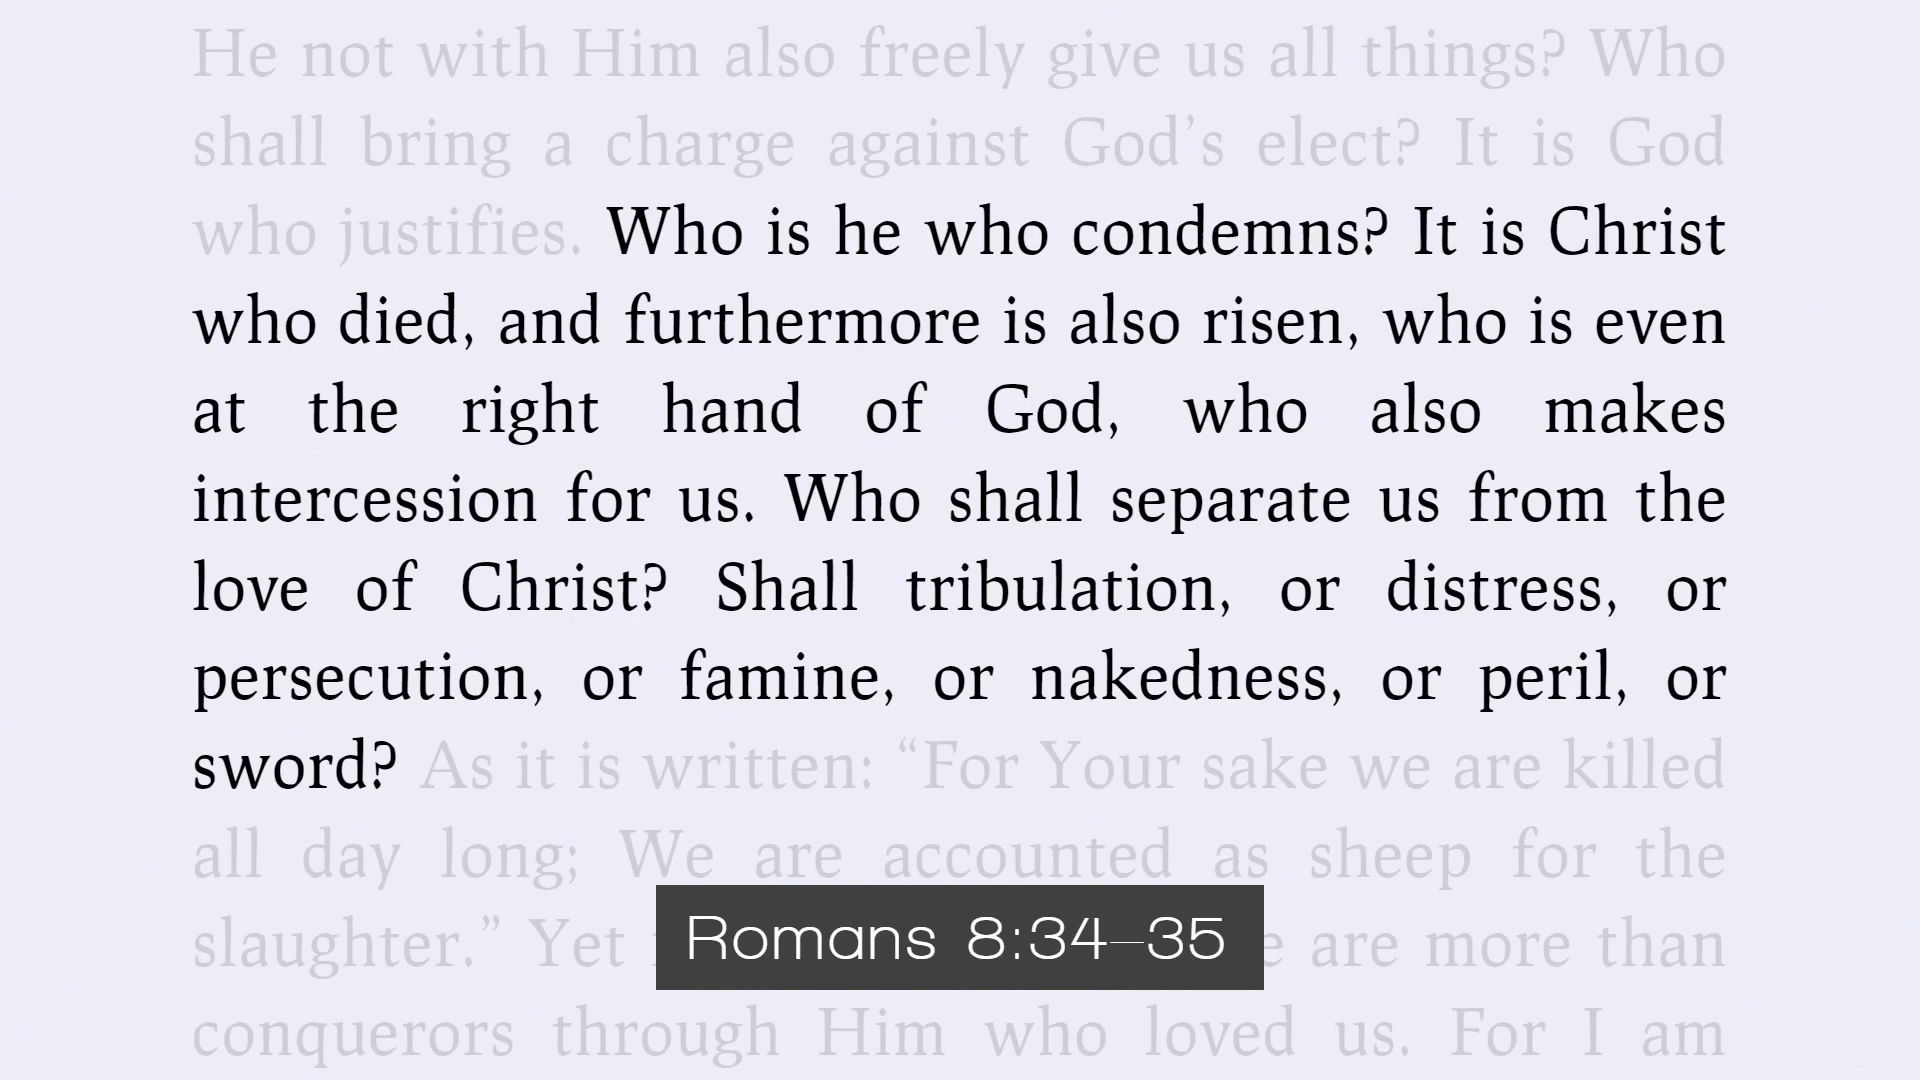 He not with Him also freely give us all things? Who
shall bring a charge against God’s elect? It is God
who justifies. Who is he who condemns? It is Christ
who died, and furthermore is also risen, who is even
at the right hand of God, who also makes
intercession for us. Who shall separate us from the
love of Christ? Shall tribulation, or distress, or
persecution, or famine, or nakedness, or peril, or
sword? As it is written: “For Your sake we are killed
all day long; We are accounted as sheep for the
slaughter.” Yet are more than
Romans 8:34–35
conquerors through Him who loved us. For I am